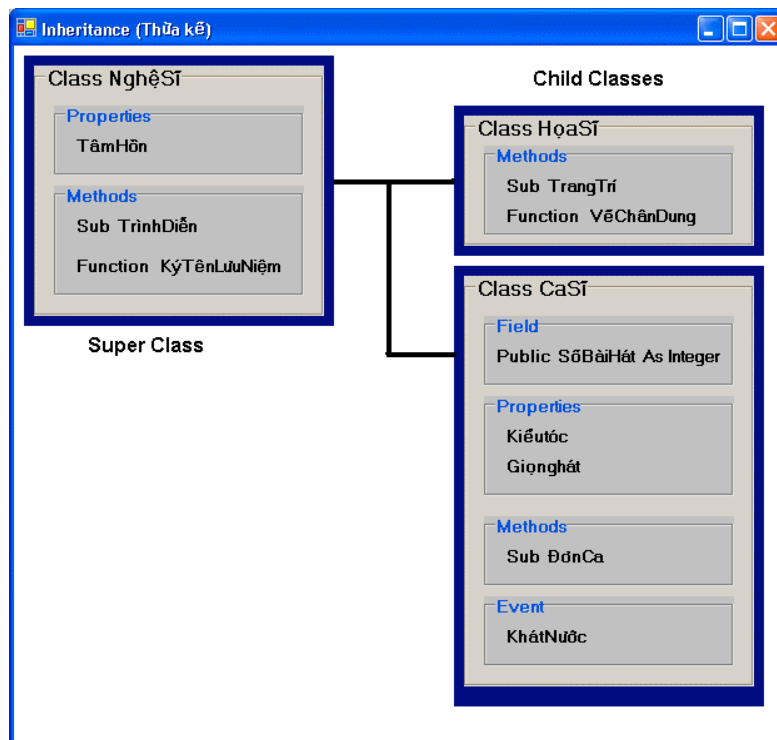 Inheritance (Thừa kế)
Class NghệSĩ
Properties
TâmHồn
Methods
Sub TrìnhDiễn
Function KýTênLưuNiệm
Super Class
Child Classes
Class HọaSĩ
Methods
Sub TrangTrí
Function VẽChânDung
Class CaSĩ
Field
Public SốBàiHát As Integer
Properties
Kiểutóc
Giọnghát
Methods
Sub ĐơnCa
Event
KhátNước